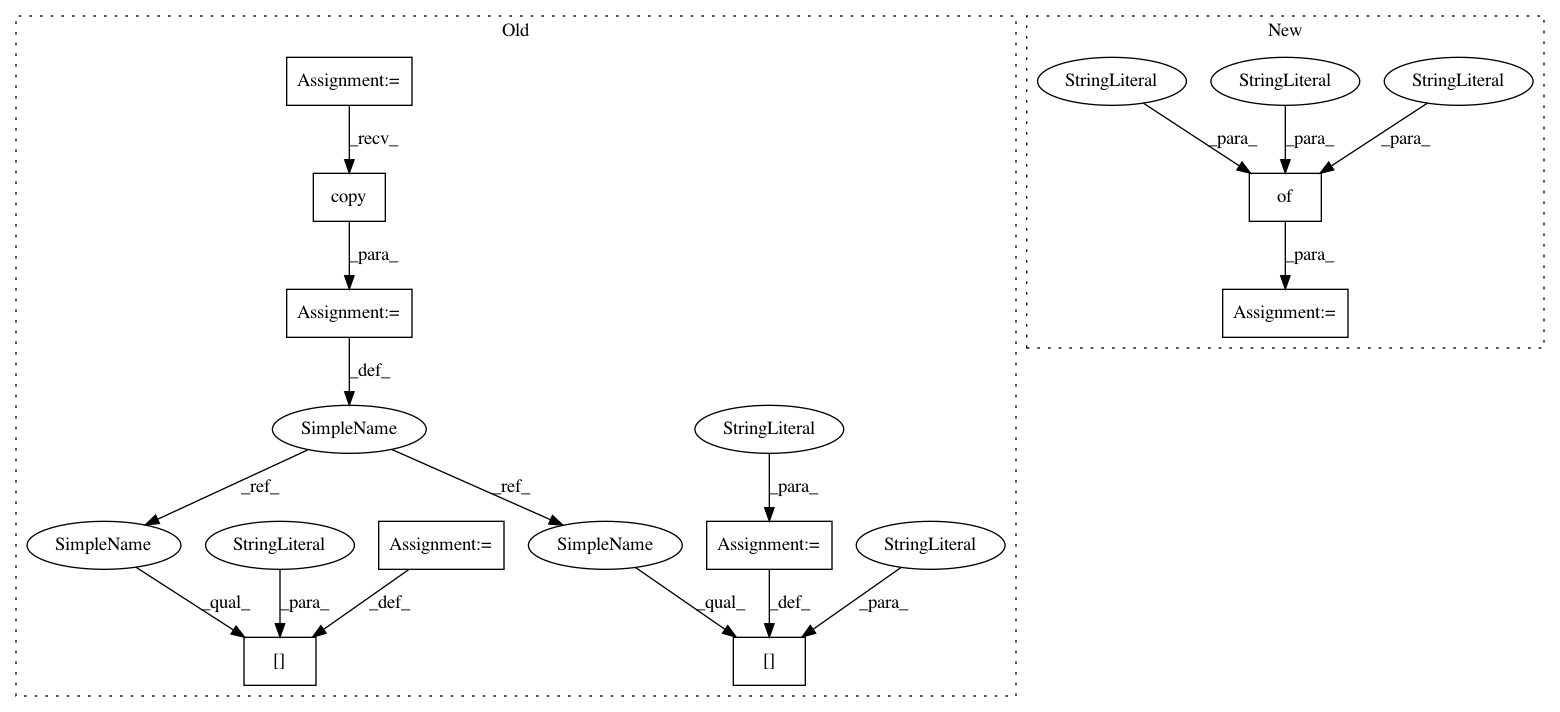 Old
New
Assignment:=
StringLiteral
StringLiteral
StringLiteral
_recv_
_para_
_para_
_para_
copy
of
_para_
_para_
Assignment:=
Assignment:=
_def_
SimpleName
StringLiteral
_ref_
_ref_
_para_
SimpleName
StringLiteral
Assignment:=
SimpleName
Assignment:=
StringLiteral
_qual_
_para_
_def_
_qual_
_def_
_para_
[]
[]